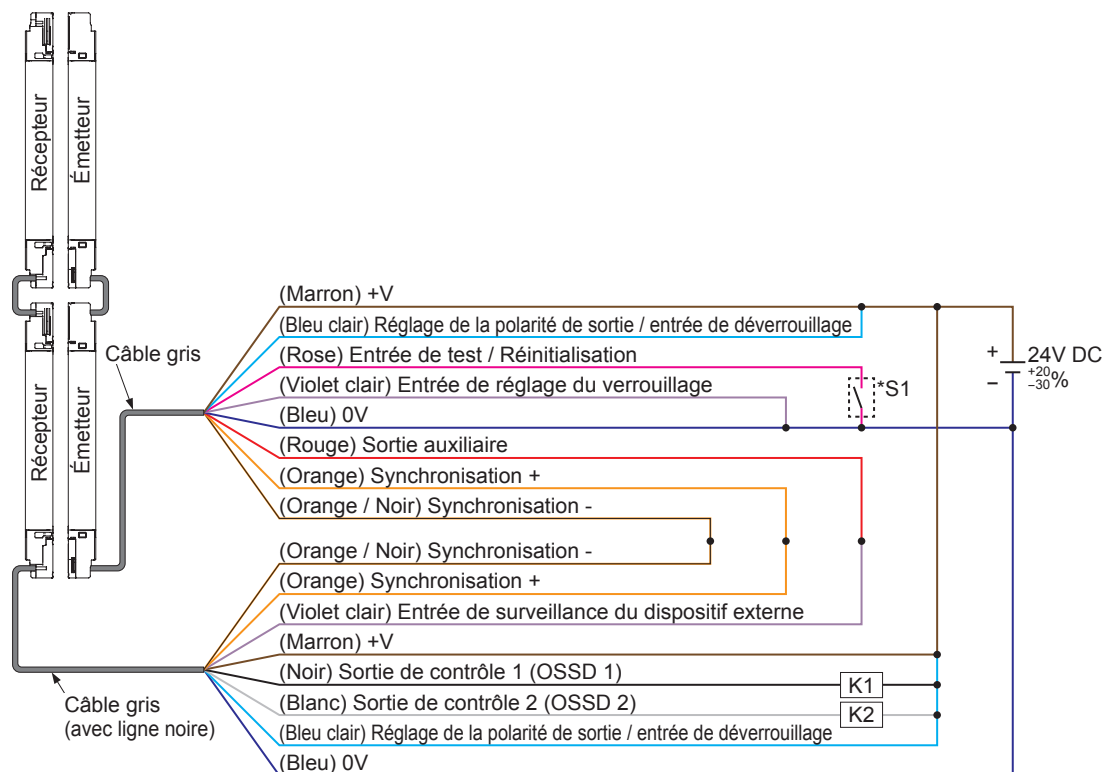 Récepteur
Émetteur
Récepteur
Émetteur
Câble gris
(Marron) +V
(Bleu clair) Réglage de la polarité de sortie / entrée de déverrouillage
(Rose) Entrée de test / Réinitialisation
(Violet clair) Entrée de réglage du verrouillage
(Bleu) 0V
(Rouge) Sortie auxiliaire
(Orange) Synchronisation +
(Orange / Noir) Synchronisation -
*S1
+
24V DC
+20
–30%
–
(Orange / Noir) Synchronisation -
(Orange) Synchronisation +
(Violet clair) Entrée de surveillance du dispositif externe
(Marron) +V
(Noir) Sortie de contrôle 1 (OSSD 1)
K1
(Blanc) Sortie de contrôle 2 (OSSD 2)
K2
(Bleu clair) Réglage de la polarité de sortie / entrée de déverrouillage
(Bleu) 0V
Câble gris
(avec ligne noire)